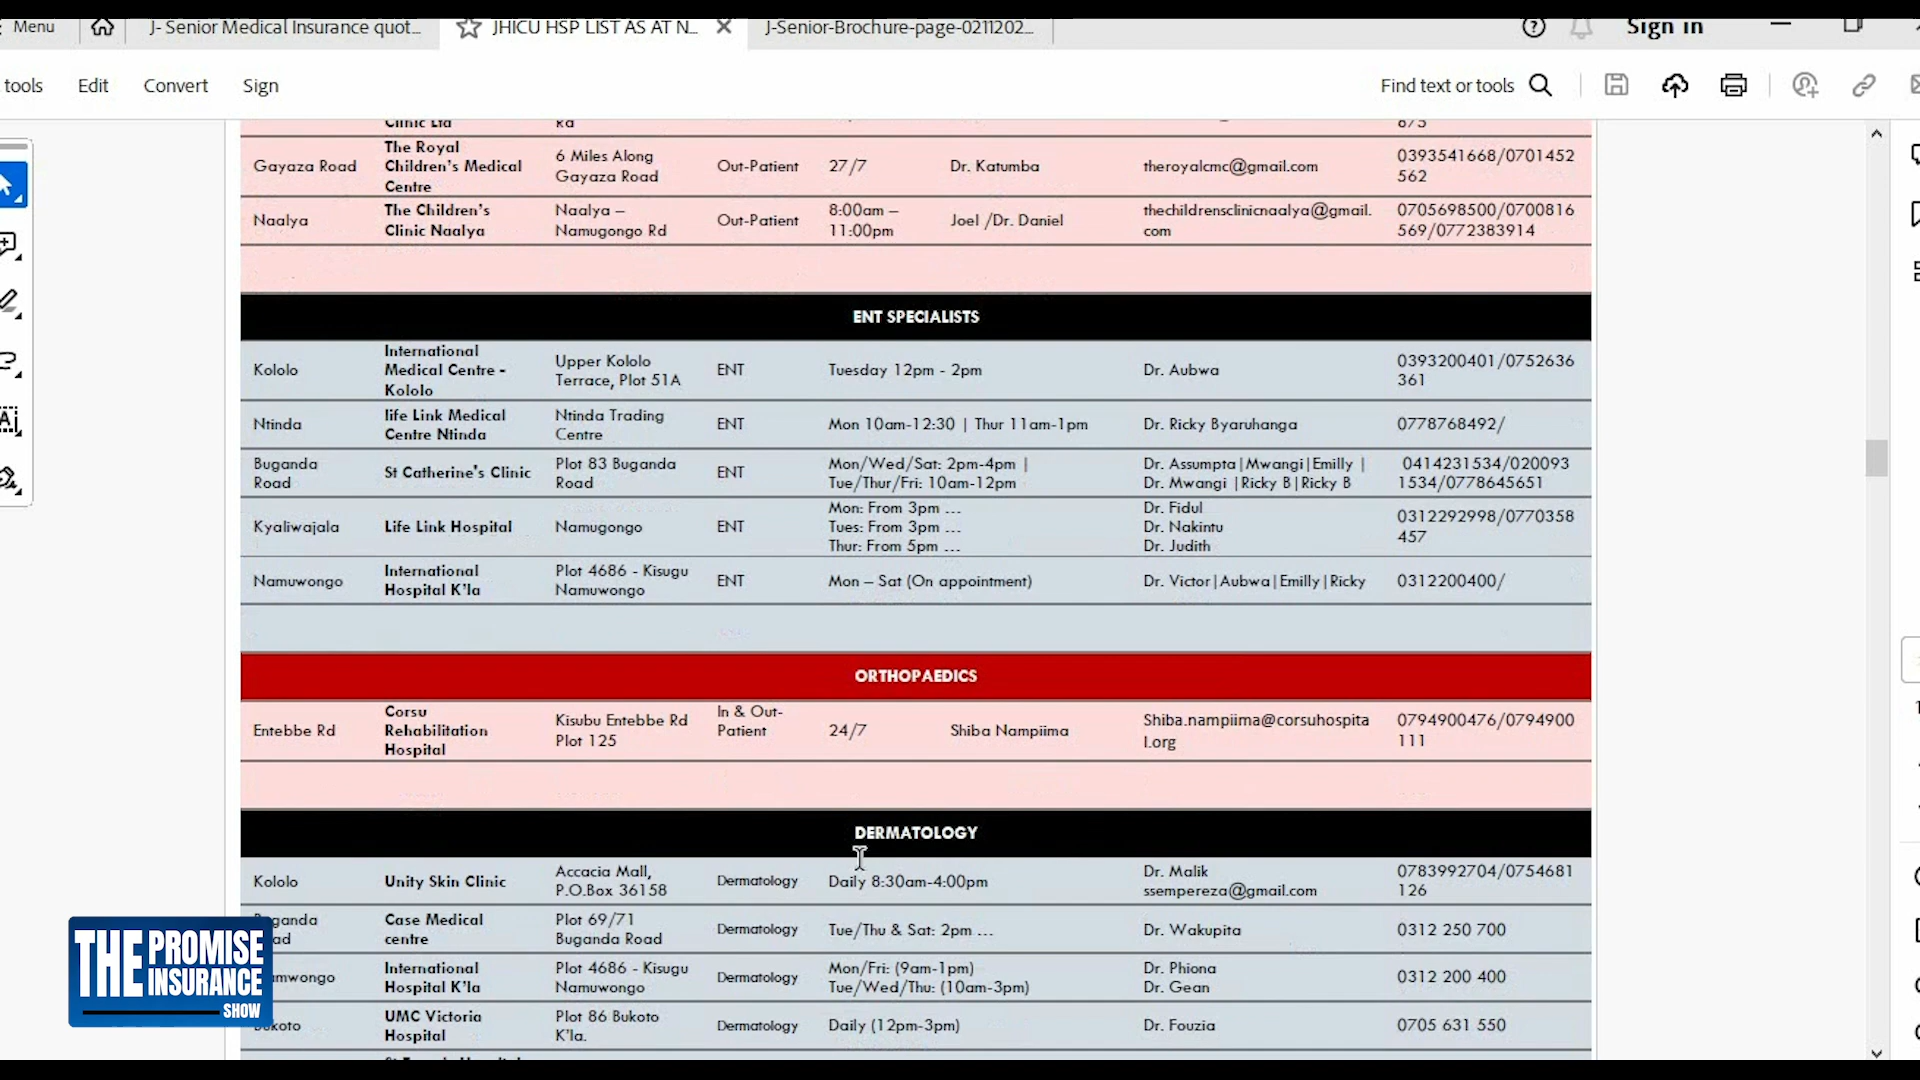 Menu
J- Senior Medical Insurance quot...
JHICU HSP LIST AS AT N...
J-Senior-Brochure-page-0211202...
Sign in
tools
Edit
Convert
Sign
Find text or tools
Clinic Ltd
Rd
875
Gayaza Road
The Royal
Children's Medical
Centre
6 Miles Along
Gayaza Road
Out-Patient
27/7
Dr. Katumba
theroyalcmc@gmail.com
0393541668/0701452
562
Naalya
The Children's
Clinic Naalya
Naalya –
Namugongo Rd
Out-Patient
8:00am –
11:00pm
Joel /Dr. Daniel
thechildrensclinicnaalya@gmail.
com
0705698500/0700816
569/0772383914
ENT SPECIALISTS
Kololo
International
Medical Centre -
Kololo
Upper Kololo
Terrace, Plot 51A
ENT
Tuesday 12pm - 2pm
Dr. Aubwa
0393200401/0752636
361
Ntinda
life Link Medical
Centre Ntinda
Ntinda Trading
Centre
ENT
Mon 10am-12:30 | Thur 11am-1pm
Dr. Ricky Byaruhanga
0778768492/
Buganda
Road
St Catherine's Clinic
Plot 83 Buganda
Road
ENT
Mon/Wed/Sat: 2pm-4pm |
Tue/Thur/Fri: 10am-12pm
Dr. Assumpta|Mwangi|Emilly |
Dr. Mwangi |Ricky B|Ricky B
0414231534/020093
1534/0778645651
Kyaliwajala
Life Link Hospital
Namugongo
ENT
Mon: From 3pm ...
Tues: From 3pm ...
Thur: From 5pm ...
Dr. Fidul
Dr. Nakintu
Dr. Judith
0312292998/0770358
457
Namuwongo
International
Hospital K'la
Plot 4686 - Kisugu
Namuwongo
ENT
Mon – Sat (On appointment)
Dr. Victor|Aubwa|Emilly|Ricky
0312200400/
ORTHOPAEDICS
Entebbe Rd
Corsu
Rehabilitation
Hospital
Kisubu Entebbe Rd
Plot 125
In & Out-
Patient
24/7
Shiba Nampiima
Shiba.nampiima@corsuhospita
l.org
0794900476/0794900
111
DERMATOLOGY
Kololo
Unity Skin Clinic
Accacia Mall,
P.O.Box 36158
Dermatology
Daily 8:30am-4:00pm
Dr. Malik
ssempereza@gmail.com
0783992704/0754681
126
Buganda
ad
Case Medical
centre
Plot 69/71
Buganda Road
Dermatology
Tue/Thu & Sat: 2pm ...
Dr. Wakupita
0312 250 700
mwongo
International
Hospital K'la
Plot 4686 - Kisugu
Namuwongo
Dermatology
Mon/Fri: (9am-1pm)
Tue/Wed/Thu: (10am-3pm)
Dr. Phiona
Dr. Gean
0312 200 400
Bukoto
UMC Victoria
Hospital
Plot 86 Bukoto
K'la.
Dermatology
Daily (12pm-3pm)
Dr. Fouzia
0705 631 550
THE PROMISE
INSURANCE
SHOW